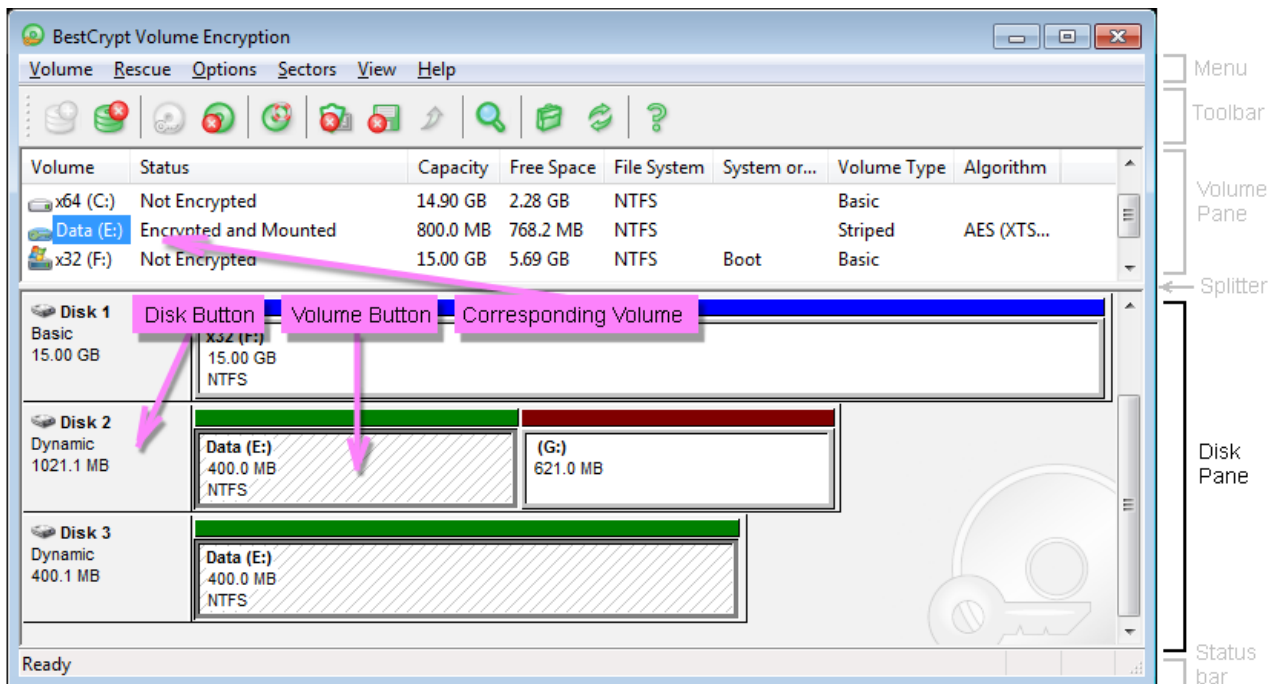 BestCrypt Volume Encryption
Volume Rescue Options Sectors View Help
Menu
Toolbar
Volume Status Capacity Free Space File System System or... Volume Type Algorithm
x64 (C:) Not Encrypted 14.90 GB 2.28 GB NTFS Basic
Data (E:) Encrypted and Mounted 800.0 MB 768.2 MB NTFS Striped AES (XTS...
x32 (F:) Not Encrypted 15.00 GB 5.69 GB NTFS Boot Basic
Volume
Pane
Splitter
Disk Button Volume Button Corresponding Volume
Disk 1
Basic
15.00 GB
x32 (F:)
15.00 GB
NTFS
Disk 2
Dynamic
1021.1 MB
Data (E:)
400.0 MB
NTFS
(G:)
621.0 MB
Disk
Pane
Disk 3
Dynamic
400.1 MB
Data (E:)
400.0 MB
NTFS
Ready
Status
bar